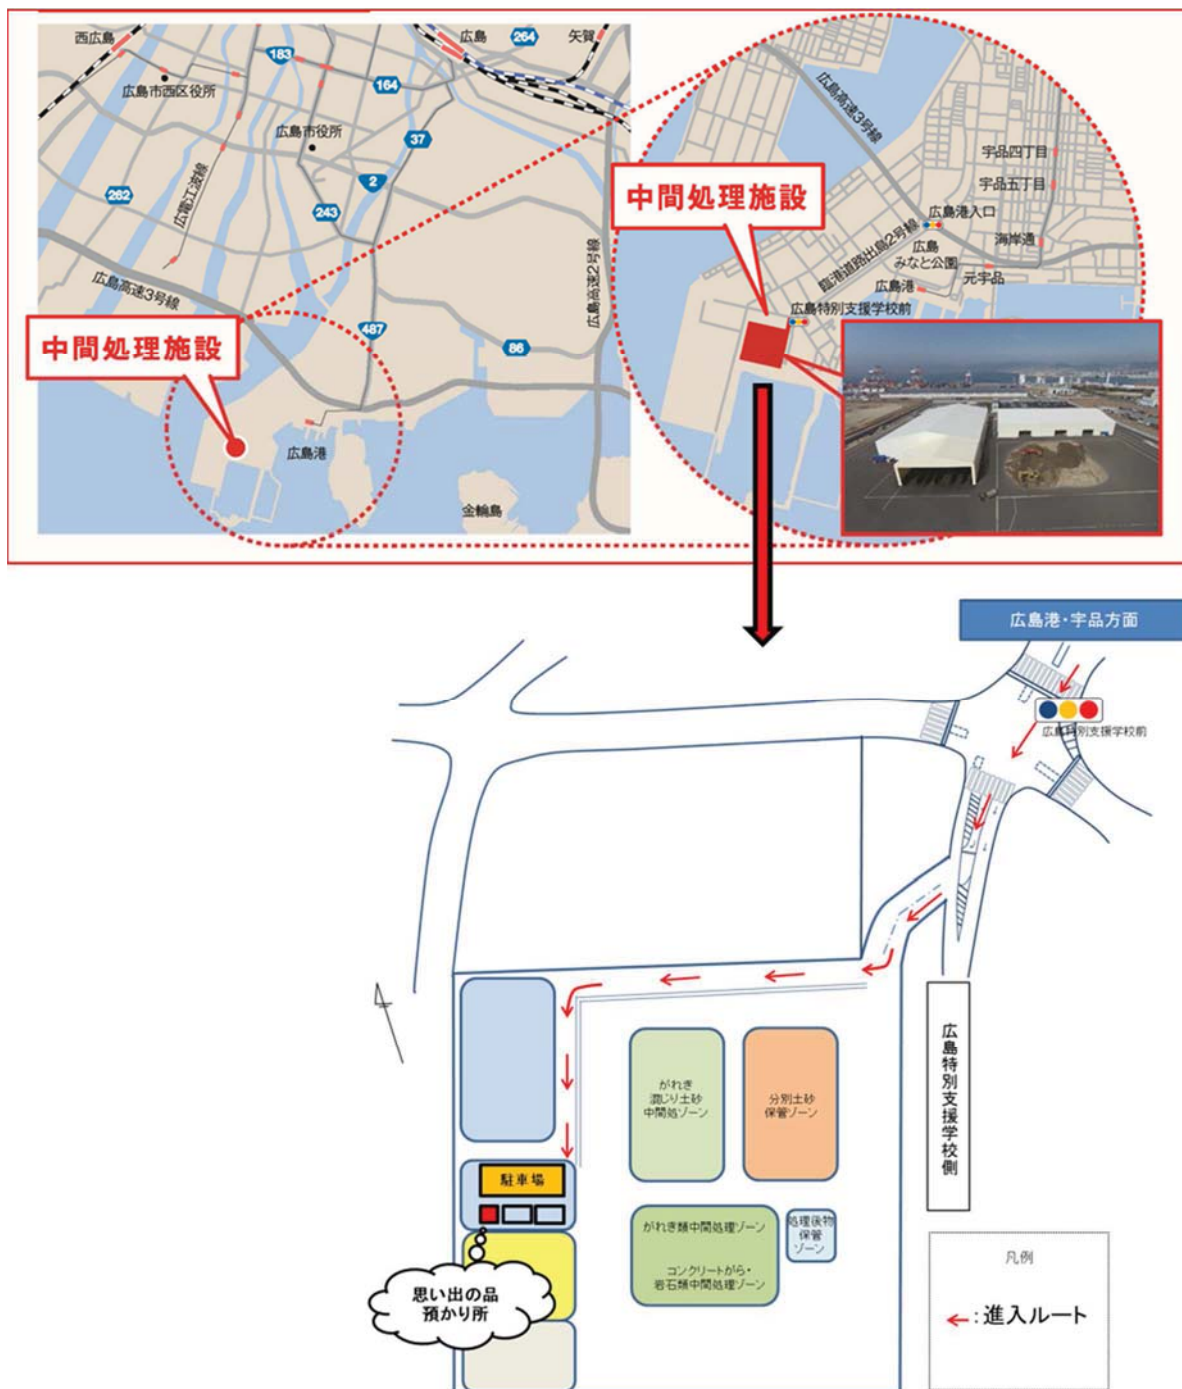 西広島
広島
264
矢賀
183
広島市西区役所
164
広島市役所
37
2
262
広電江波線
243
広島高速2号線
広島高速3号線
487
86
中間処理施設
広島港
金輪島
広島高速3号線
宇品四丁目
宇品五丁目
中間処理施設
広島港入口
臨港道路出島2号線
海岸通
広島
みなと公園
元宇品
広島港
広島特別支援学校前
広島港・宇品方面
広島特別支援学校前
がれき
混じり土砂
中間処ゾーン
分別土砂
保管ゾーン
広島特別支援学校側
駐車場
がれき類中間処理ゾーン
コンクリートがら・
岩石類中間処理ゾーン
処理後物
保管
ゾーン
思い出の品
預かり所
凡例
←：進入ルート